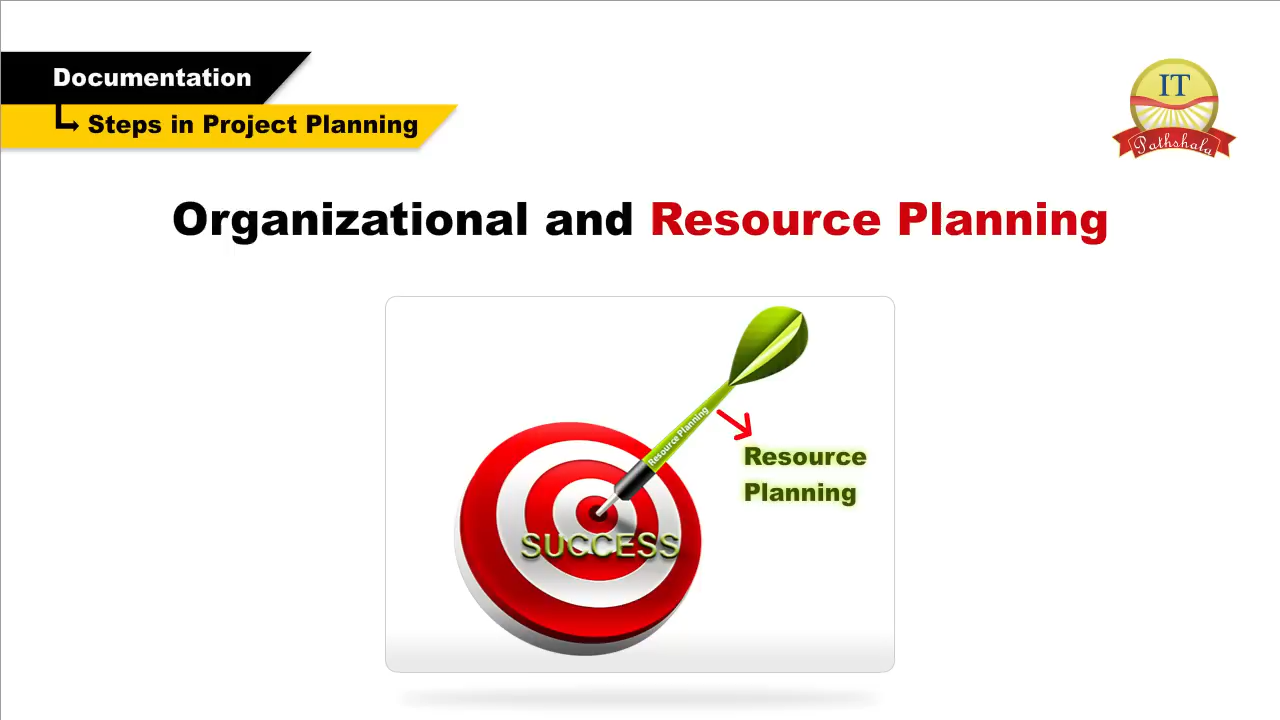 Documentation
Steps in Project Planning
IT
Pathshala
Organizational and Resource Planning
Resource Planning
Resource
Planning
SUCCESS